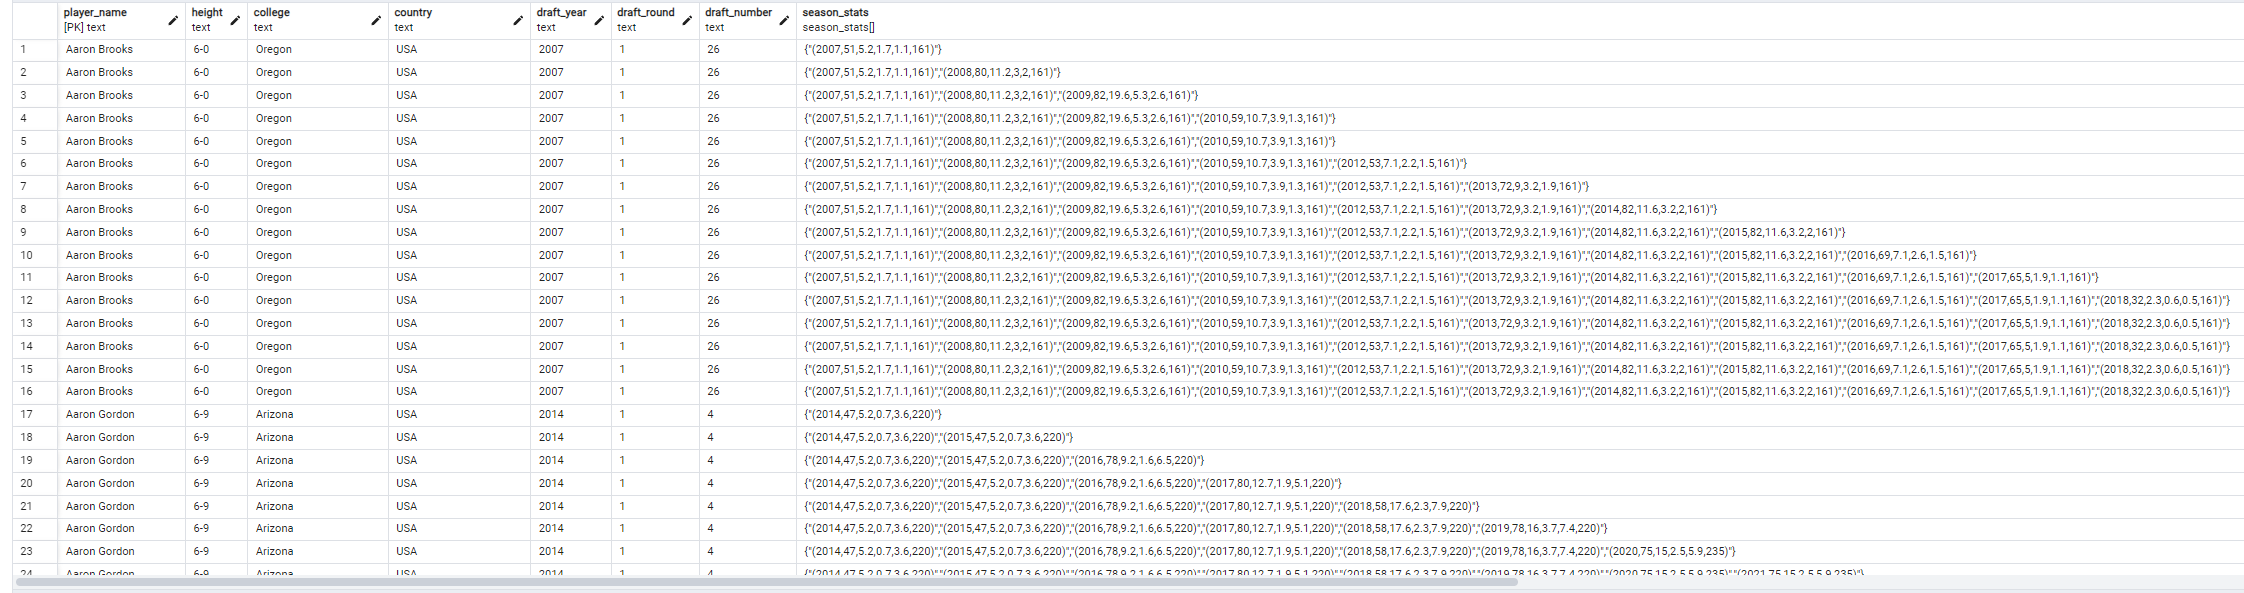 player_name height college country draft_year draft_round draft_number season_stats
[PK] text text text text text text text season_stats[]
1 Aaron Brooks 6-0 Oregon USA 2007 1 26 {"(2007,51,5.2,1.7,1.1,161)"}
2 Aaron Brooks 6-0 Oregon USA 2007 1 26 {"(2007,51,5.2,1.7,1.1,161)","(2008,80,11.2,3,2,161)"}
3 Aaron Brooks 6-0 Oregon USA 2007 1 26 {"(2007,51,5.2,1.7,1.1,161)","(2008,80,11.2,3,2,161)","(2009,82,19.6,5.3,2.6,161)"}
4 Aaron Brooks 6-0 Oregon USA 2007 1 26 {"(2007,51,5.2,1.7,1.1,161)","(2008,80,11.2,3,2,161)","(2009,82,19.6,5.3,2.6,161)","(2010,59,10.7,3.9,1.3,161)"}
5 Aaron Brooks 6-0 Oregon USA 2007 1 26 {"(2007,51,5.2,1.7,1.1,161)","(2008,80,11.2,3,2,161)","(2009,82,19.6,5.3,2.6,161)","(2010,59,10.7,3.9,1.3,161)"}
6 Aaron Brooks 6-0 Oregon USA 2007 1 26 {"(2007,51,5.2,1.7,1.1,161)","(2008,80,11.2,3,2,161)","(2009,82,19.6,5.3,2.6,161)","(2010,59,10.7,3.9,1.3,161)","(2012,53,7.1,2.2,1.5,161)"}
7 Aaron Brooks 6-0 Oregon USA 2007 1 26 {"(2007,51,5.2,1.7,1.1,161)","(2008,80,11.2,3,2,161)","(2009,82,19.6,5.3,2.6,161)","(2010,59,10.7,3.9,1.3,161)","(2012,53,7.1,2.2,1.5,161)","(2013,72,9,3.2,1.9,161)"}
8 Aaron Brooks 6-0 Oregon USA 2007 1 26 {"(2007,51,5.2,1.7,1.1,161)","(2008,80,11.2,3,2,161)","(2009,82,19.6,5.3,2.6,161)","(2010,59,10.7,3.9,1.3,161)","(2012,53,7.1,2.2,1.5,161)","(2013,72,9,3.2,1.9,161)","(2014,82,11.6,3.2,2,161)"}
9 Aaron Brooks 6-0 Oregon USA 2007 1 26 {"(2007,51,5.2,1.7,1.1,161)","(2008,80,11.2,3,2,161)","(2009,82,19.6,5.3,2.6,161)","(2010,59,10.7,3.9,1.3,161)","(2012,53,7.1,2.2,1.5,161)","(2013,72,9,3.2,1.9,161)","(2014,82,11.6,3.2,2,161)","(2015,82,11.6,3.2,2,161)"}
10 Aaron Brooks 6-0 Oregon USA 2007 1 26 {"(2007,51,5.2,1.7,1.1,161)","(2008,80,11.2,3,2,161)","(2009,82,19.6,5.3,2.6,161)","(2010,59,10.7,3.9,1.3,161)","(2012,53,7.1,2.2,1.5,161)","(2013,72,9,3.2,1.9,161)","(2014,82,11.6,3.2,2,161)","(2015,82,11.6,3.2,2,161)","(2016,69,7.1,2.6,1.5,161)"}
11 Aaron Brooks 6-0 Oregon USA 2007 1 26 {"(2007,51,5.2,1.7,1.1,161)","(2008,80,11.2,3,2,161)","(2009,82,19.6,5.3,2.6,161)","(2010,59,10.7,3.9,1.3,161)","(2012,53,7.1,2.2,1.5,161)","(2013,72,9,3.2,1.9,161)","(2014,82,11.6,3.2,2,161)","(2015,82,11.6,3.2,2,161)","(2016,69,7.1,2.6,1.5,161)","(2017,65,5,1.9,1.1,161)"}
12 Aaron Brooks 6-0 Oregon USA 2007 1 26 {"(2007,51,5.2,1.7,1.1,161)","(2008,80,11.2,3,2,161)","(2009,82,19.6,5.3,2.6,161)","(2010,59,10.7,3.9,1.3,161)","(2012,53,7.1,2.2,1.5,161)","(2013,72,9,3.2,1.9,161)","(2014,82,11.6,3.2,2,161)","(2015,82,11.6,3.2,2,161)","(2016,69,7.1,2.6,1.5,161)","(2017,65,5,1.9,1.1,161)","(2018,32,2.3,0.6,0.5,161)"}
13 Aaron Brooks 6-0 Oregon USA 2007 1 26 {"(2007,51,5.2,1.7,1.1,161)","(2008,80,11.2,3,2,161)","(2009,82,19.6,5.3,2.6,161)","(2010,59,10.7,3.9,1.3,161)","(2012,53,7.1,2.2,1.5,161)","(2013,72,9,3.2,1.9,161)","(2014,82,11.6,3.2,2,161)","(2015,82,11.6,3.2,2,161)","(2016,69,7.1,2.6,1.5,161)","(2017,65,5,1.9,1.1,161)","(2018,32,2.3,0.6,0.5,161)"}
14 Aaron Brooks 6-0 Oregon USA 2007 1 26 {"(2007,51,5.2,1.7,1.1,161)","(2008,80,11.2,3,2,161)","(2009,82,19.6,5.3,2.6,161)","(2010,59,10.7,3.9,1.3,161)","(2012,53,7.1,2.2,1.5,161)","(2013,72,9,3.2,1.9,161)","(2014,82,11.6,3.2,2,161)","(2015,82,11.6,3.2,2,161)","(2016,69,7.1,2.6,1.5,161)","(2017,65,5,1.9,1.1,161)","(2018,32,2.3,0.6,0.5,161)"}
15 Aaron Brooks 6-0 Oregon USA 2007 1 26 {"(2007,51,5.2,1.7,1.1,161)","(2008,80,11.2,3,2,161)","(2009,82,19.6,5.3,2.6,161)","(2010,59,10.7,3.9,1.3,161)","(2012,53,7.1,2.2,1.5,161)","(2013,72,9,3.2,1.9,161)","(2014,82,11.6,3.2,2,161)","(2015,82,11.6,3.2,2,161)","(2016,69,7.1,2.6,1.5,161)","(2017,65,5,1.9,1.1,161)","(2018,32,2.3,0.6,0.5,161)"}
16 Aaron Brooks 6-0 Oregon USA 2007 1 26 {"(2007,51,5.2,1.7,1.1,161)","(2008,80,11.2,3,2,161)","(2009,82,19.6,5.3,2.6,161)","(2010,59,10.7,3.9,1.3,161)","(2012,53,7.1,2.2,1.5,161)","(2013,72,9,3.2,1.9,161)","(2014,82,11.6,3.2,2,161)","(2015,82,11.6,3.2,2,161)","(2016,69,7.1,2.6,1.5,161)","(2017,65,5,1.9,1.1,161)","(2018,32,2.3,0.6,0.5,161)"}
17 Aaron Gordon 6-9 Arizona USA 2014 1 4 {"(2014,47,5.2,0.7,3.6,220)"}
18 Aaron Gordon 6-9 Arizona USA 2014 1 4 {"(2014,47,5.2,0.7,3.6,220)","(2015,47,5.2,0.7,3.6,220)"}
19 Aaron Gordon 6-9 Arizona USA 2014 1 4 {"(2014,47,5.2,0.7,3.6,220)","(2015,47,5.2,0.7,3.6,220)","(2016,78,9.2,1.6,6.5,220)"}
20 Aaron Gordon 6-9 Arizona USA 2014 1 4 {"(2014,47,5.2,0.7,3.6,220)","(2015,47,5.2,0.7,3.6,220)","(2016,78,9.2,1.6,6.5,220)","(2017,80,12.7,1.9,5.1,220)"}
21 Aaron Gordon 6-9 Arizona USA 2014 1 4 {"(2014,47,5.2,0.7,3.6,220)","(2015,47,5.2,0.7,3.6,220)","(2016,78,9.2,1.6,6.5,220)","(2017,80,12.7,1.9,5.1,220)","(2018,58,17.6,2.3,7.9,220)"}
22 Aaron Gordon 6-9 Arizona USA 2014 1 4 {"(2014,47,5.2,0.7,3.6,220)","(2015,47,5.2,0.7,3.6,220)","(2016,78,9.2,1.6,6.5,220)","(2017,80,12.7,1.9,5.1,220)","(2018,58,17.6,2.3,7.9,220)","(2019,78,16,3.7,7.4,220)"}
23 Aaron Gordon 6-9 Arizona USA 2014 1 4 {"(2014,47,5.2,0.7,3.6,220)","(2015,47,5.2,0.7,3.6,220)","(2016,78,9.2,1.6,6.5,220)","(2017,80,12.7,1.9,5.1,220)","(2018,58,17.6,2.3,7.9,220)","(2019,78,16,3.7,7.4,220)","(2020,75,15,2.5,5.9,235)"}
24 Aaron Gordon 6-9 Arizona USA 2014 1 4 {"(2014,47,5.2,0.7,3.6,220)","(2015,47,5.2,0.7,3.6,220)","(2016,78,9.2,1.6,6.5,220)","(2017,80,12.7,1.9,5.1,220)","(2018,58,17.6,2.3,7.9,220)","(2019,78,16,3.7,7.4,220)","(2020,75,15,2.5,5.9,235)","(2021,75,15,2.5,5.9,235)"}